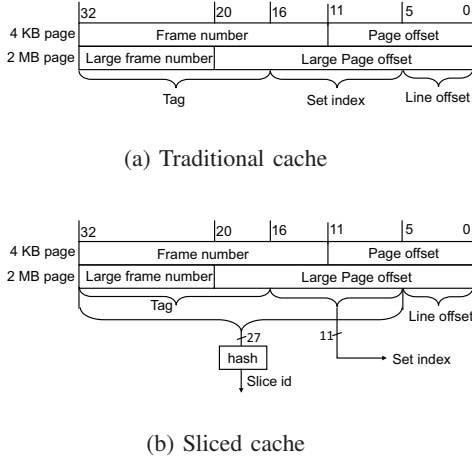 32 20 16 11 5 0
4 KB page Frame number Page offset
2 MB page Large frame number Large Page offset
Tag Set index Line offset
(a) Traditional cache
32 20 16 11 5 0
4 KB page Frame number Page offset
2 MB page Large frame number Large Page offset
Tag Line offset
27 11
hash Set index
Slice id
(b) Sliced cache